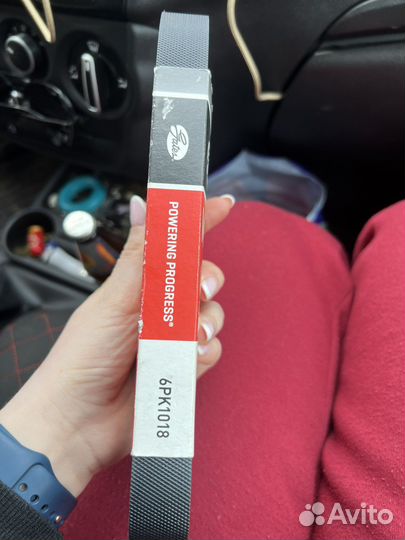 Gates
POWERING PROGRESS®
6PK1018
Avito